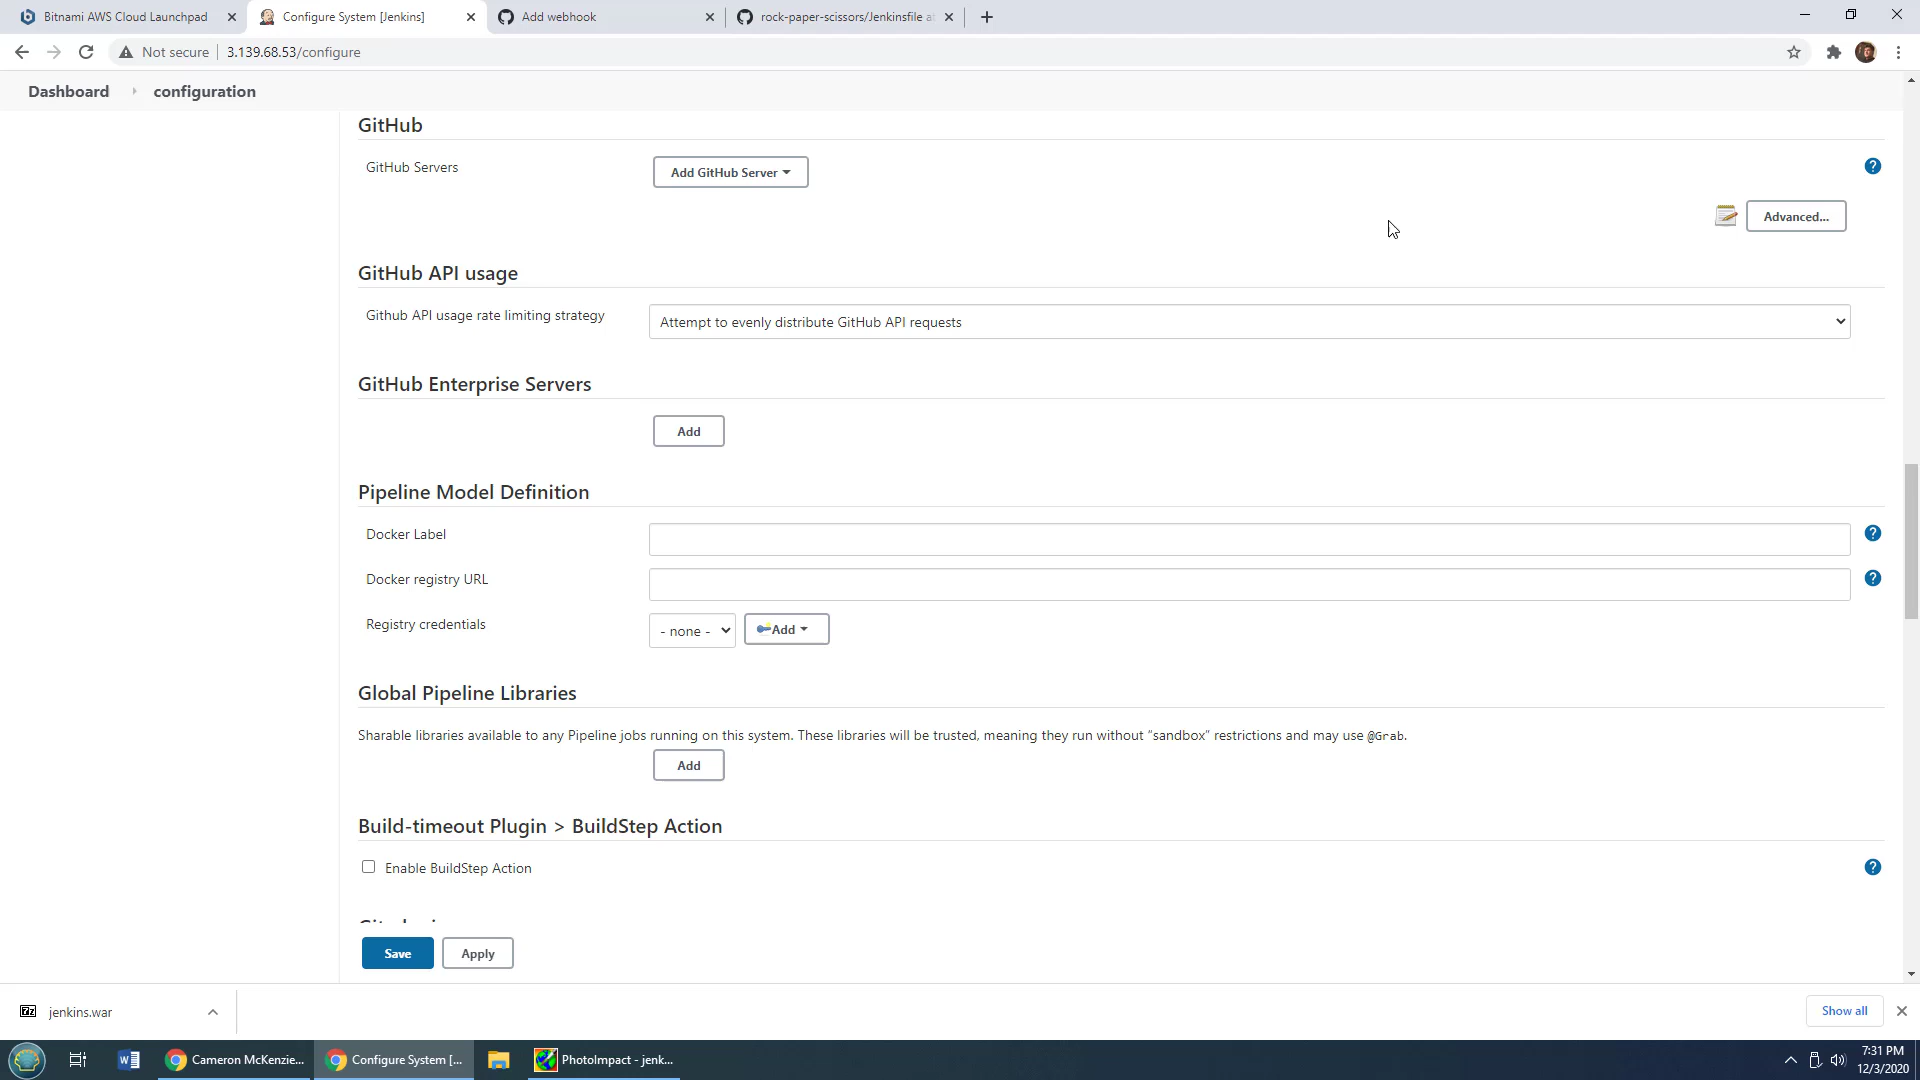 Bitnami AWS Cloud Launchpad
Configure System [Jenkins]
Add webhook
rock-paper-scissors/Jenkinsfile at
Not secure
3.139.68.53/configure
Dashboard
configuration
GitHub
GitHub Servers
Add GitHub Server
?
Advanced...
GitHub API usage
Github API usage rate limiting strategy
Attempt to evenly distribute GitHub API requests
GitHub Enterprise Servers
Add
Pipeline Model Definition
Docker Label
?
Docker registry URL
?
Registry credentials
- none -
Add
Global Pipeline Libraries
Sharable libraries available to any Pipeline jobs running on this system. These libraries will be trusted, meaning they run without “sandbox” restrictions and may use @Grab.
Add
Build-timeout Plugin > BuildStep Action
Enable BuildStep Action
?
Save
Apply
7z
jenkins.war
Show all
Cameron McKenzie...
Configure System [...
PhotoImpact - jenk...
7:31 PM
12/3/2020